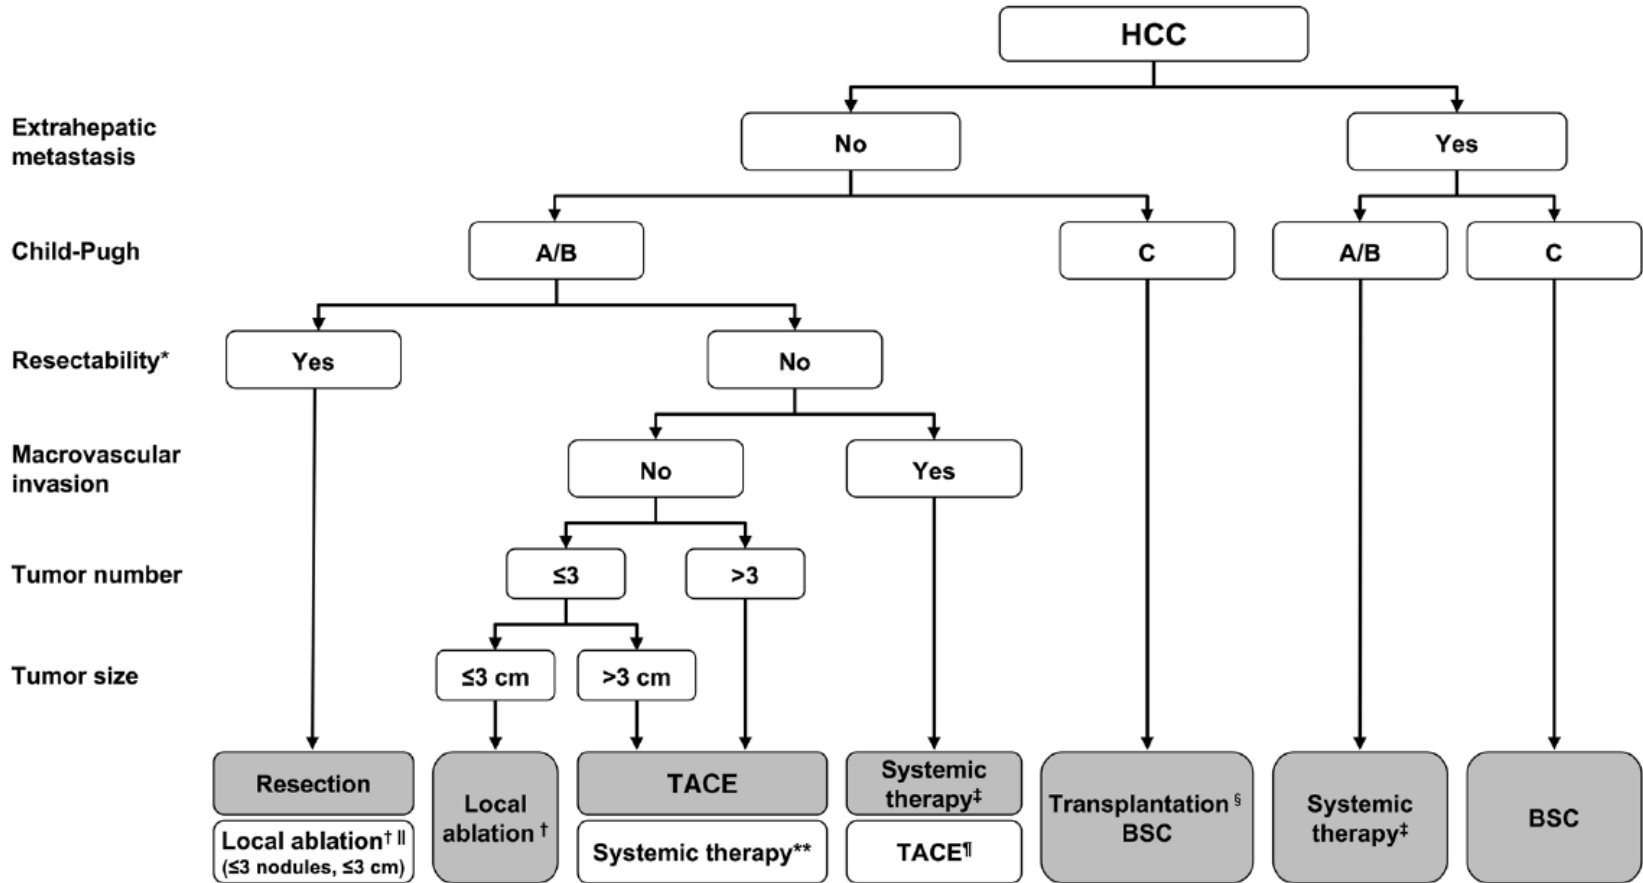 HCC
Extrahepatic
metastasis
No
Yes
Child-Pugh
A/B
C
A/B
C
Resectability*
Yes
No
Macrovascular
invasion
No
Yes
Tumor number
≤3
>3
Tumor size
≤3 cm
>3 cm
Resection
Local ablation† ||
(≤3 nodules, ≤3 cm)
Local
ablation †
TACE
Systemic therapy**
Systemic
therapy‡
TACE¶
Transplantation §
BSC
Systemic
therapy‡
BSC